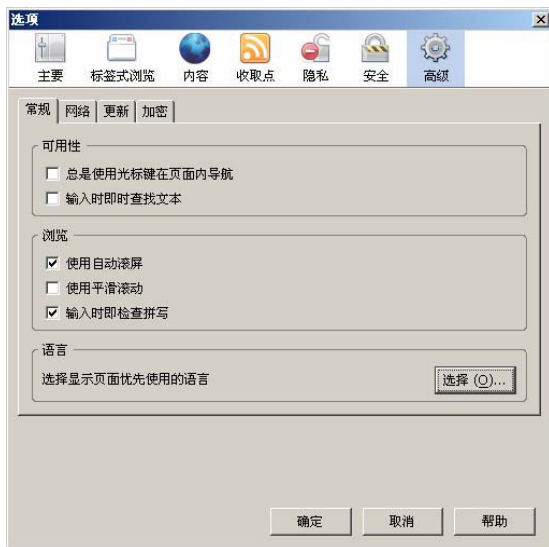 选项
主要 标签式浏览 内容 收取点 隐私 安全 高级
常规 网络 更新 加密
可用性
总是使用光标键在页面内导航
输入时即时查找文本
浏览
使用自动滚屏
使用平滑滚动
输入时即检查拼写
语言
选择显示页面优先使用的语言 选择 (O)...
确定 取消 帮助